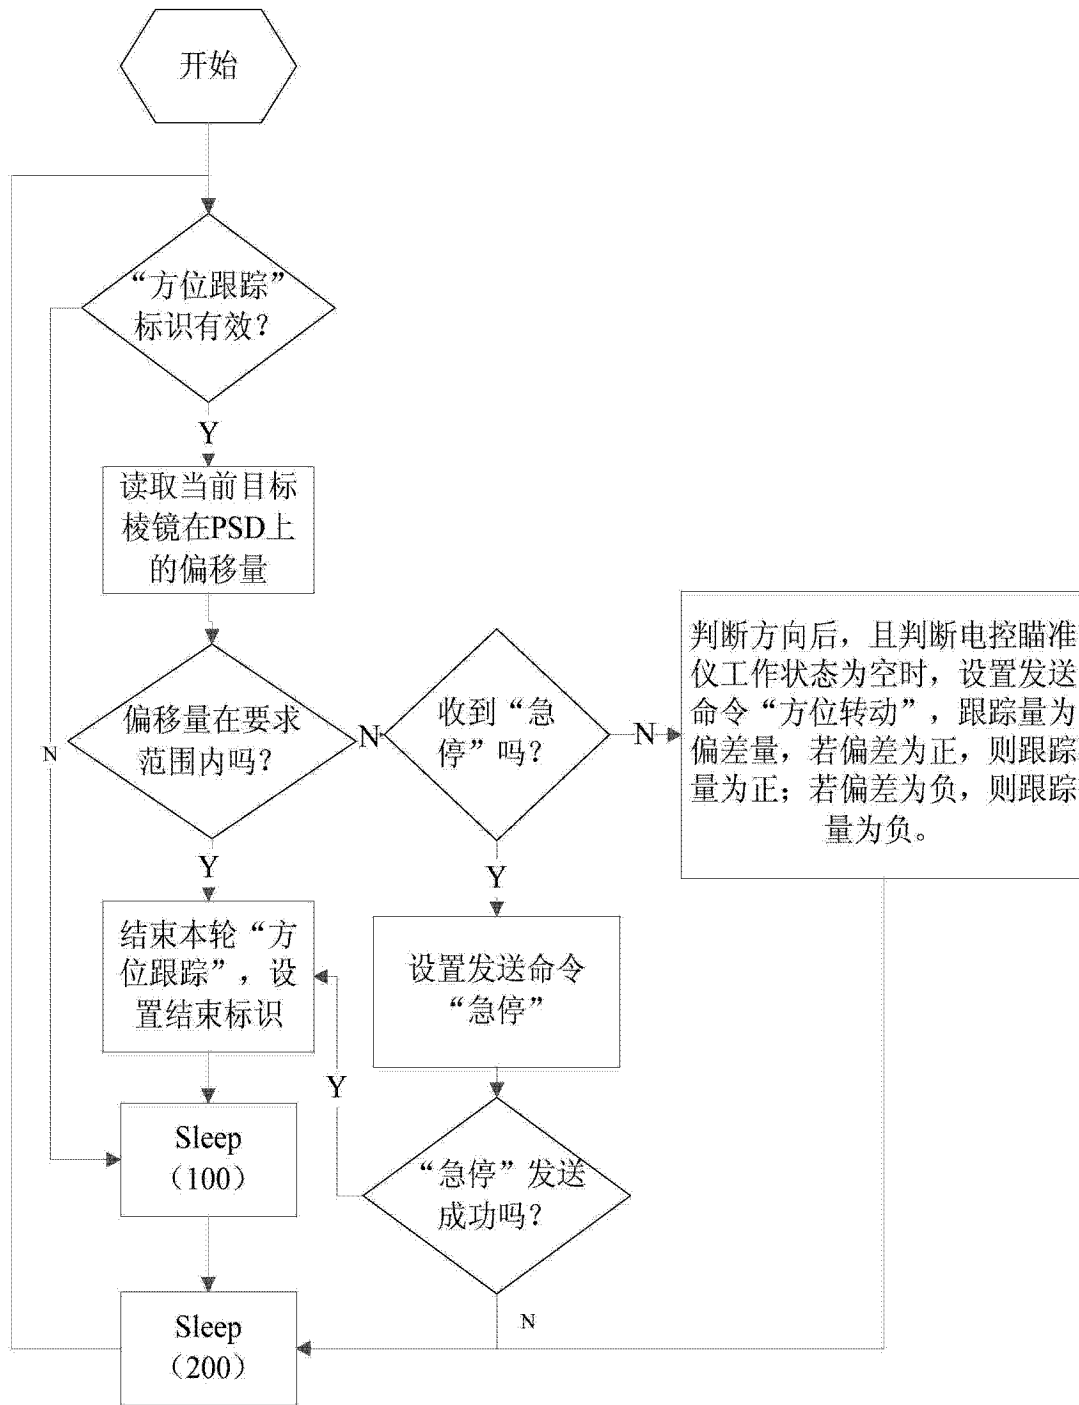 开始
“方位跟踪”
标识有效？
Y
读取当前目标
棱镜在PSD上
的偏移量
偏移量在要求
范围内吗？
N
N
收到“急
停”吗？
N
判断方向后，且判断电控瞄准
仪工作状态为空时，设置发送
命令“方位转动”，跟踪量为
偏差量，若偏差为正，则跟踪
量为正；若偏差为负，则跟踪
量为负。
Y
Y
结束本轮“方
位跟踪”，设
置结束标识
设置发送命令
“急停”
Y
Sleep
（100）
“急停”发送
成功吗？
N
Sleep
（200）